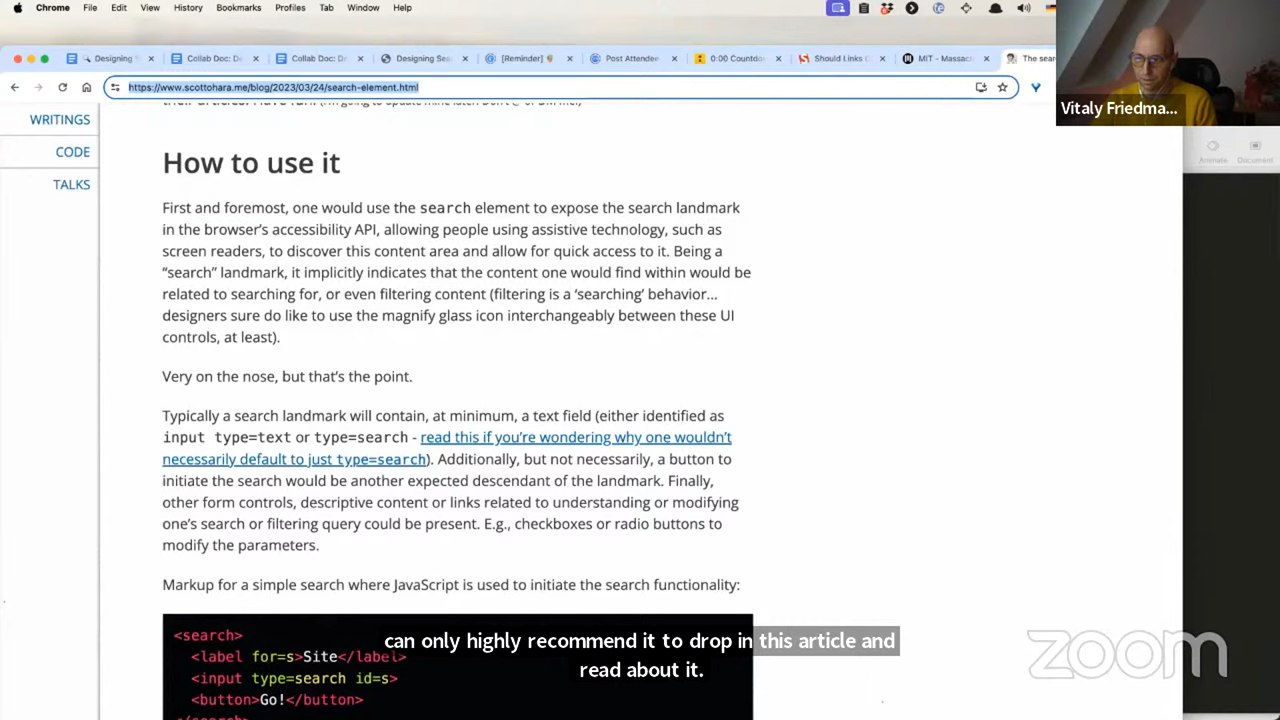 Chrome File Edit View History Bookmarks Profiles Tab Window Help
Designing Collab Doc: De Collab Doc: De Designing Sea [Reminder] Post Attendee 0:00 Countdo Should Links MIT - Massac The sea
https://www.scottohara.me/blog/2023/03/24/search-element.html
Vitaly Friedma...
WRITINGS
CODE
TALKS
Animate Document
How to use it
First and foremost, one would use the search element to expose the search landmark
in the browser's accessibility API, allowing people using assistive technology, such as
screen readers, to discover this content area and allow for quick access to it. Being a
“search” landmark, it implicitly indicates that the content one would find within would be
related to searching for, or even filtering content (filtering is a ‘searching’ behavior…
designers sure do like to use the magnify glass icon interchangeably between these UI
controls, at least).
Very on the nose, but that's the point.
Typically a search landmark will contain, at minimum, a text field (either identified as
input type=text or type=search - read this if you're wondering why one wouldn't
necessarily default to just type=search). Additionally, but not necessarily, a button to
initiate the search would be another expected descendant of the landmark. Finally,
other form controls, descriptive content or links related to understanding or modifying
one's search or filtering query could be present. E.g., checkboxes or radio buttons to
modify the parameters.
Markup for a simple search where JavaScript is used to initiate the search functionality:
<search>
<label for=s>Site</label>
<input type=search id=s>
<button>Go!</button>
can only highly recommend it to drop in this article and
read about it.
zoom